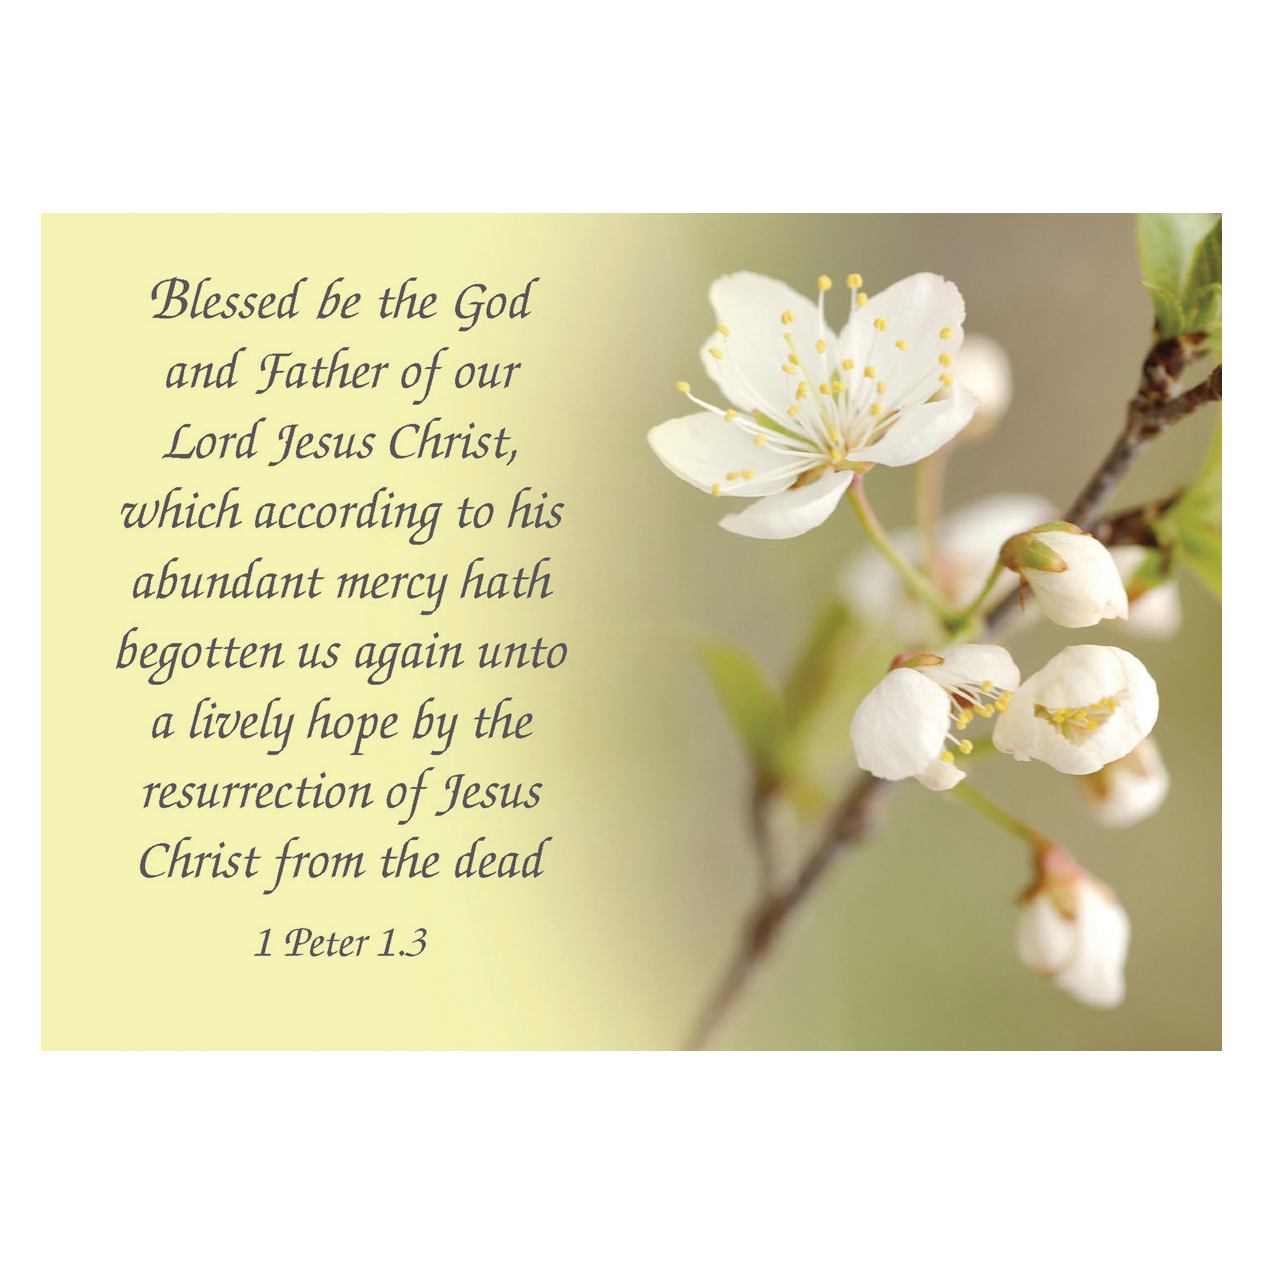 Blessed be the God
and Father of our
Lord Jesus Christ,
which according to his
abundant mercy hath
begotten us again unto
a lively hope by the
resurrection of Jesus
Christ from the dead
1 Peter 1.3